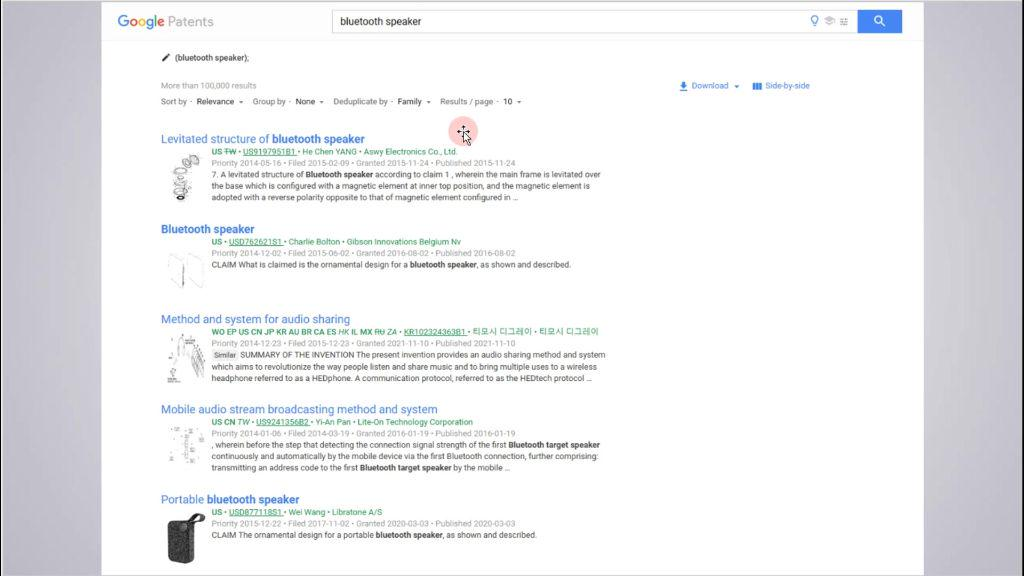 Google Patents
bluetooth speaker
(bluetooth speaker);
More than 100,000 results
Download
Side-by-side
Sort by · Relevance Group by · None Deduplicate by · Family Results / page · 10
Levitated structure of bluetooth speaker
US TW • US9197951B1 • He Chen YANG • Aswy Electronics Co., Ltd.
Priority 2014-05-16 • Filed 2015-02-09 • Granted 2015-11-24 • Published 2015-11-24
7. A levitated structure of Bluetooth speaker according to claim 1 , wherein the main frame is levitated over
the base which is configured with a magnetic element at inner top position, and the magnetic element is
adopted with a reverse polarity opposite to that of magnetic element configured in ...
Bluetooth speaker
US • USD762621S1 • Charlie Bolton • Gibson Innovations Belgium Nv
Priority 2014-12-02 • Filed 2015-06-02 • Granted 2016-08-02 • Published 2016-08-02
CLAIM What is claimed is the ornamental design for a bluetooth speaker, as shown and described.
Method and system for audio sharing
WO EP US CN JP KR AU BR CA ES HK IL MX RU ZA • KR102324363B1 • 티모시 디그레이 • 티모시 디그레이
Priority 2014-12-23 • Filed 2015-12-23 • Granted 2021-11-10 • Published 2021-11-10
Similar SUMMARY OF THE INVENTION The present invention provides an audio sharing method and system
which aims to revolutionize the way people listen and share music and to bring multiple uses to a wireless
headphone referred to as a HEDphone. A communication protocol, referred to as the HEDtech protocol ...
Mobile audio stream broadcasting method and system
US CN TW • US9241356B2 • Yi-An Pan • Lite-On Technology Corporation
Priority 2014-01-06 • Filed 2014-03-19 • Granted 2016-01-19 • Published 2016-01-19
, wherein before the step that detecting the connection signal strength of the first Bluetooth target speaker
continuously and automatically by the mobile device via the first Bluetooth connection, further comprising:
transmitting an address code to the first Bluetooth target speaker by the mobile ...
Portable bluetooth speaker
US • USD877118S1 • Wei Wang • Libratone A/S
Priority 2015-12-22 • Filed 2017-11-02 • Granted 2020-03-03 • Published 2020-03-03
CLAIM The ornamental design for a portable bluetooth speaker, as shown and described.